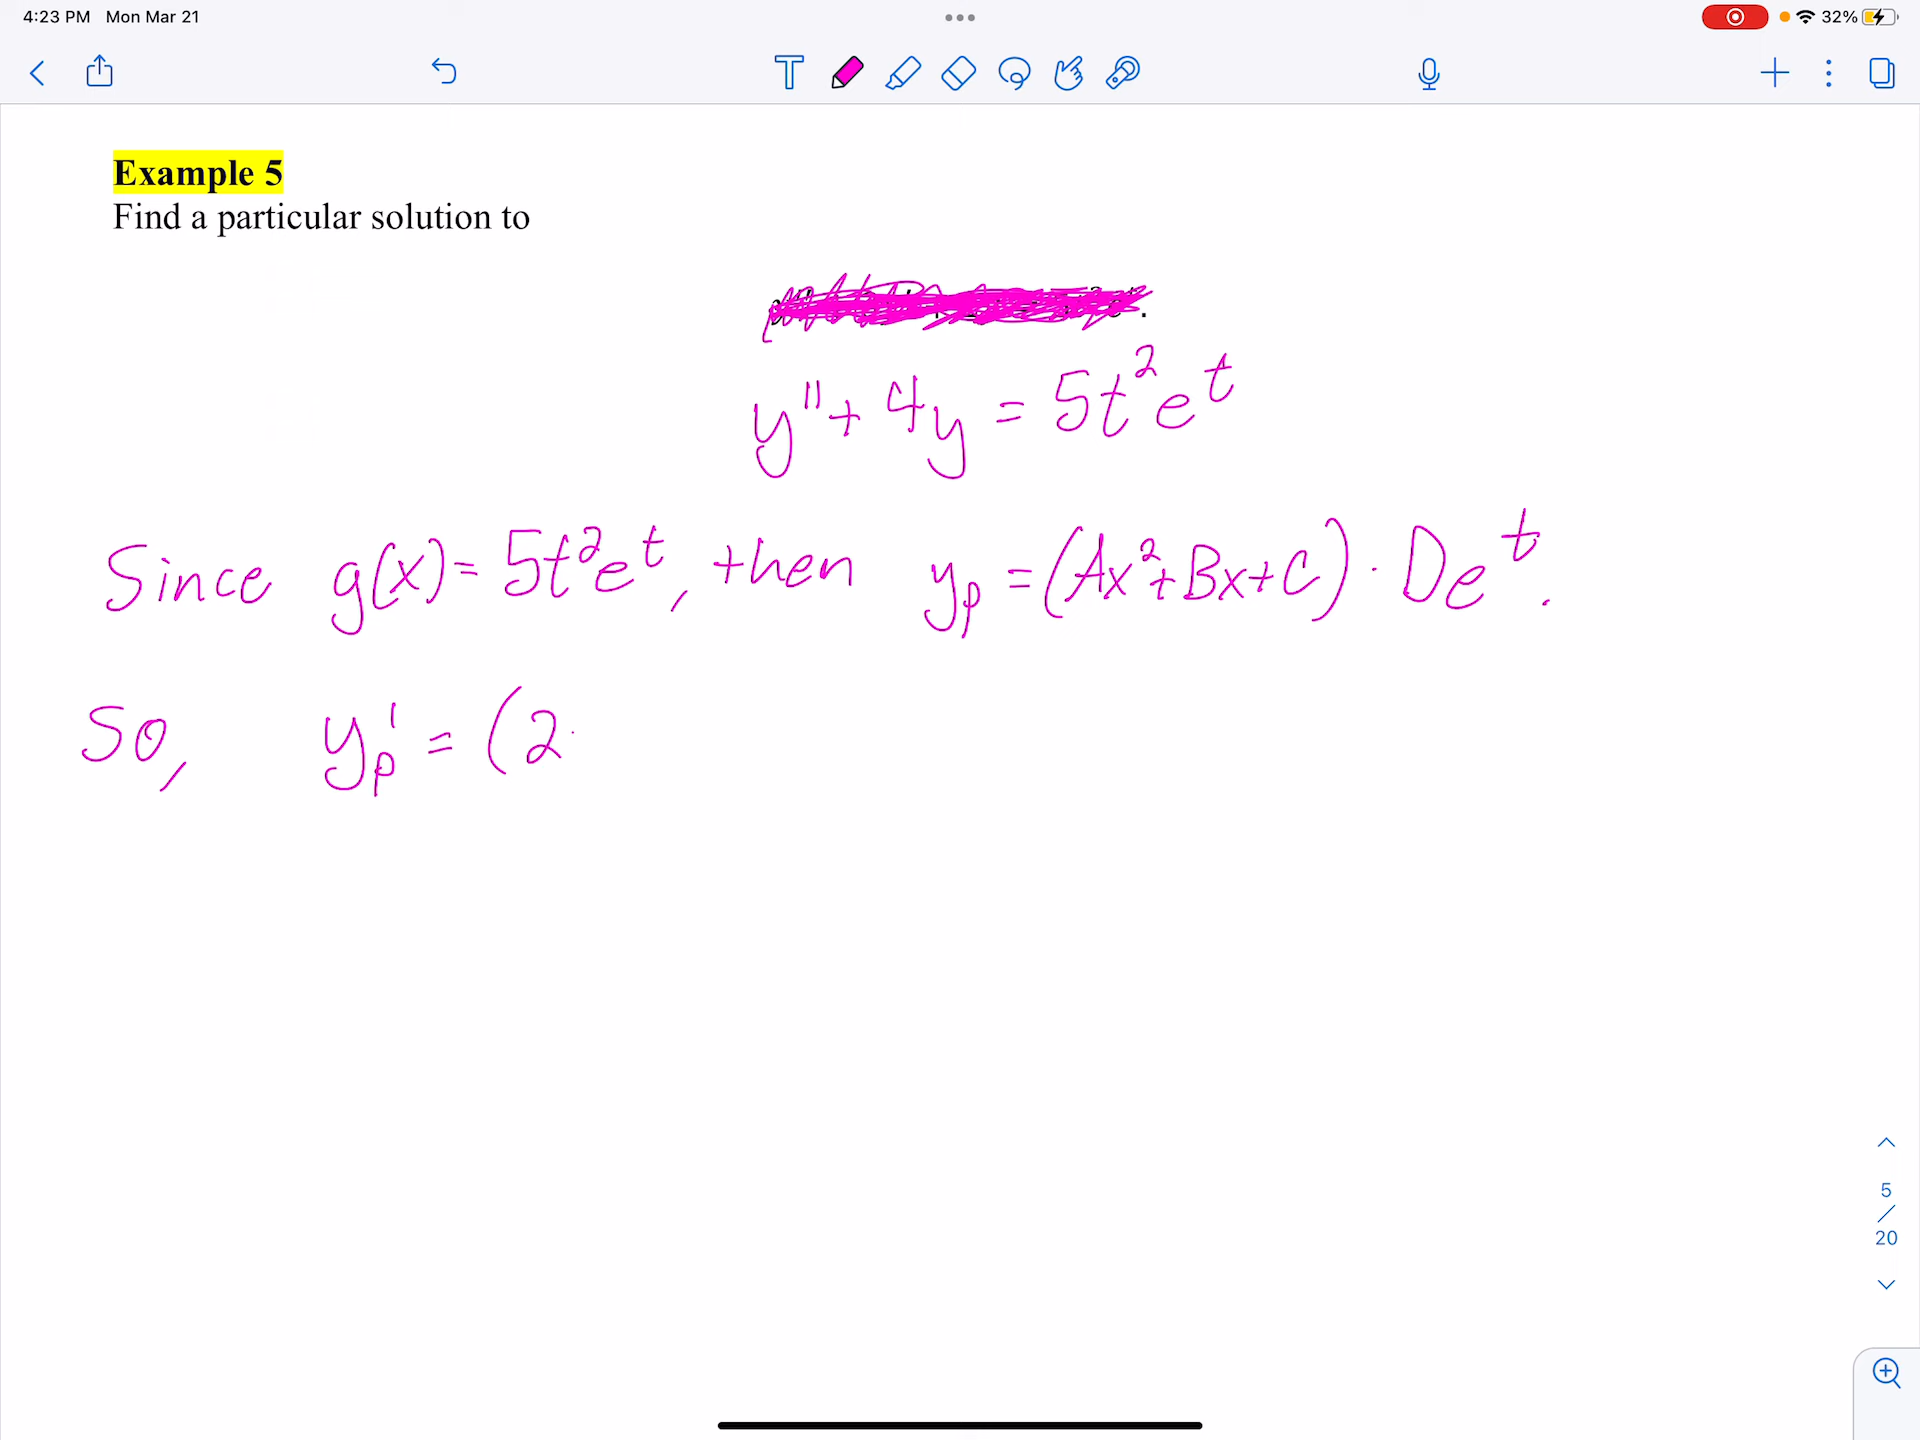 4:23 PM Mon Mar 21
32%
Example 5
Find a particular solution to
y'' + 4y = 5t²eᵗ
Since g(x) = 5t²eᵗ, then yₚ = (Ax² + Bx + C) · Deᵗ.
So, yₚ' = (2
5
/
20